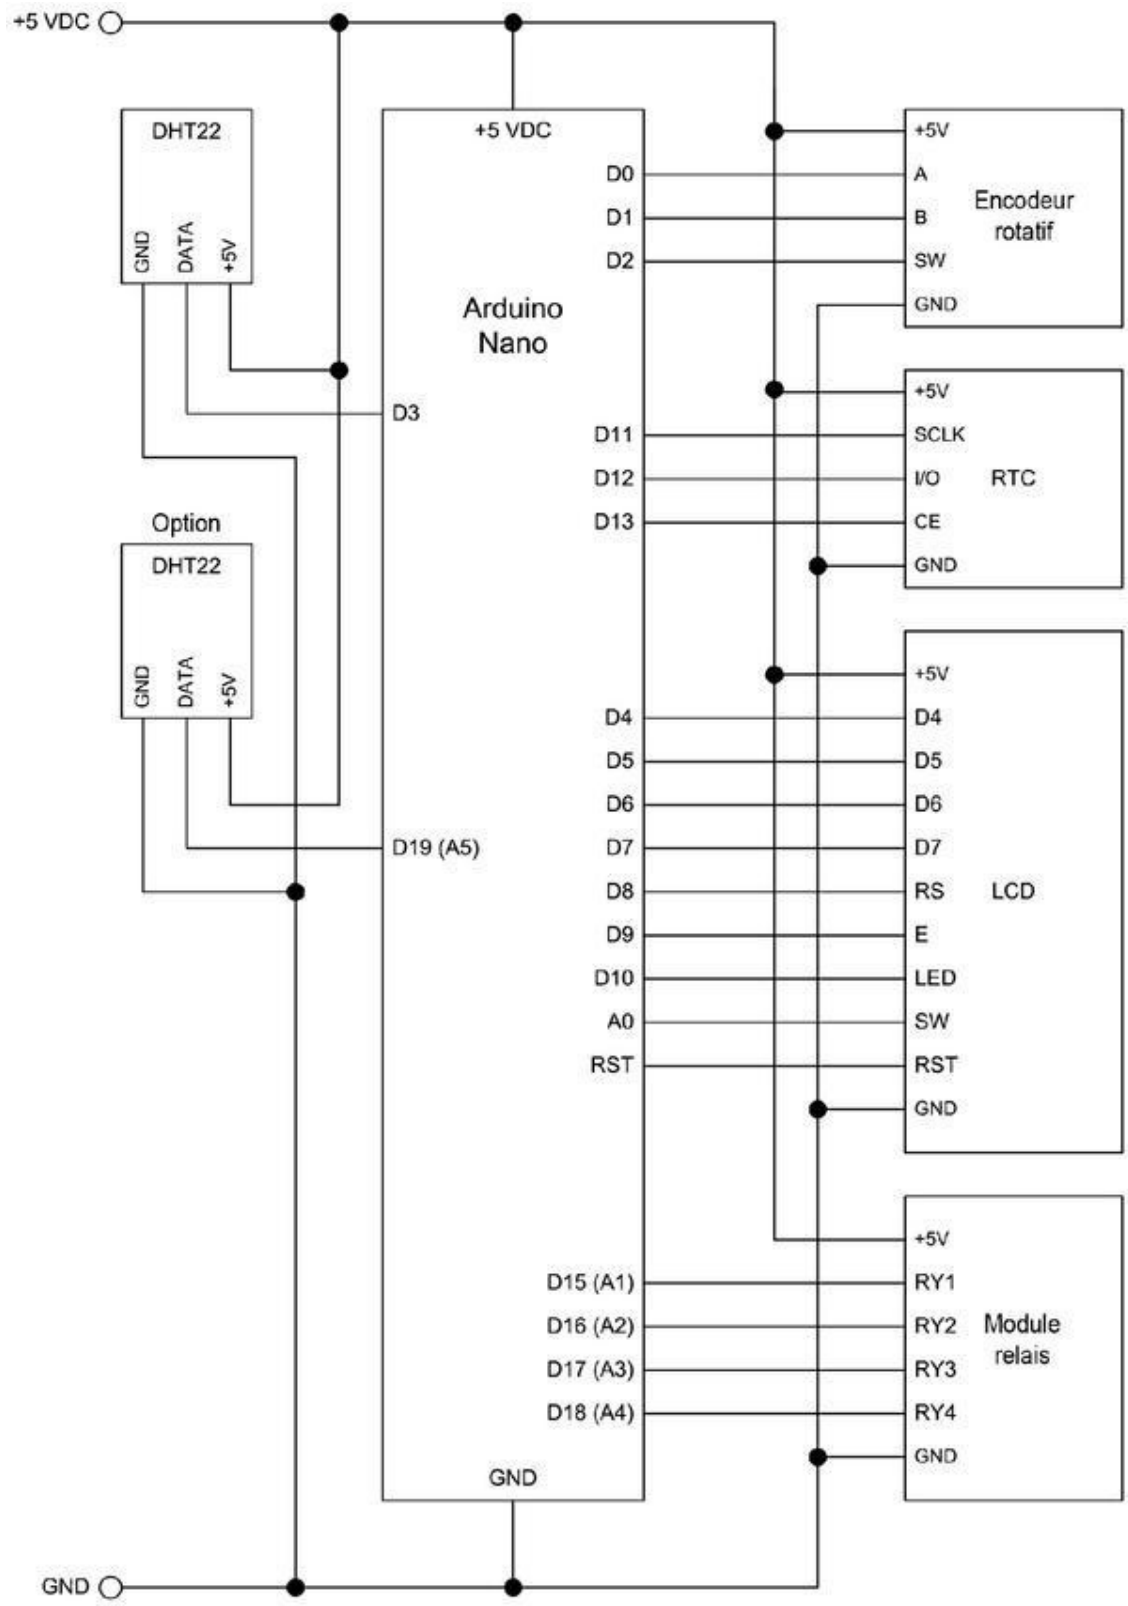 +5 VDC
DHT22
GND
DATA
+5V
Option
DHT22
GND
DATA
+5V
+5 VDC
Arduino
Nano
D3
D19 (A5)
D0
D1
D2
D11
D12
D13
D4
D5
D6
D7
D8
D9
D10
A0
RST
D15 (A1)
D16 (A2)
D17 (A3)
D18 (A4)
GND
+5V
A
B
SW
GND
Encodeur
rotatif
+5V
SCLK
I/O
CE
GND
RTC
+5V
D4
D5
D6
D7
RS
E
LED
SW
RST
GND
LCD
+5V
RY1
RY2
RY3
RY4
GND
Module
relais
GND